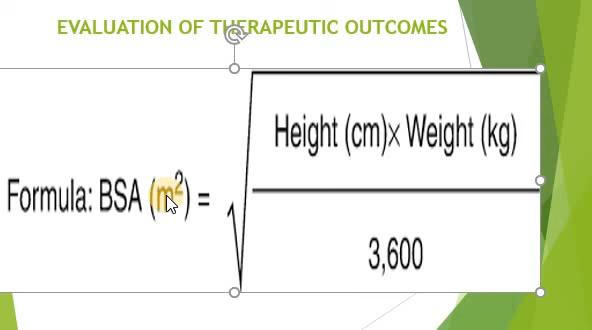 EVALUATION OF THERAPEUTIC OUTCOMES
Formula: BSA (m²) = √
Height (cm)× Weight (kg)
3,600